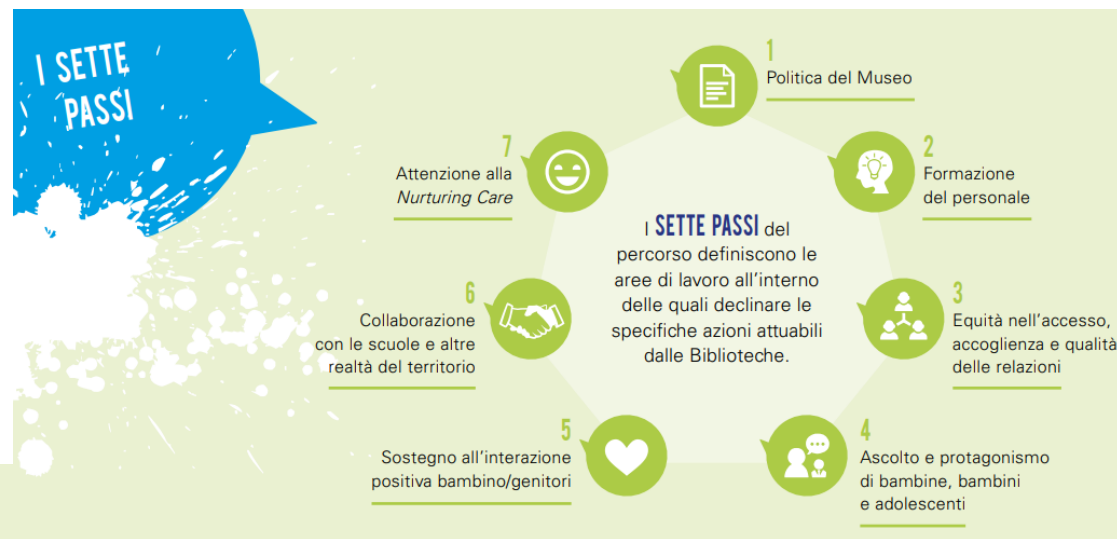 I SETTE
PASSI
1
Politica del Museo
2
Formazione
del personale
3
Equità nell'accesso,
accoglienza e qualità
delle relazioni
4
Ascolto e protagonismo
di bambine, bambini
e adolescenti
5
Sostegno all'interazione
positiva bambino/genitori
6
Collaborazione
con le scuole e altre
realtà del territorio
7
Attenzione alla
Nurturing Care
I SETTE PASSI del
percorso definiscono le
aree di lavoro all'interno
delle quali declinare le
specifiche azioni attuabili
dalle Biblioteche.